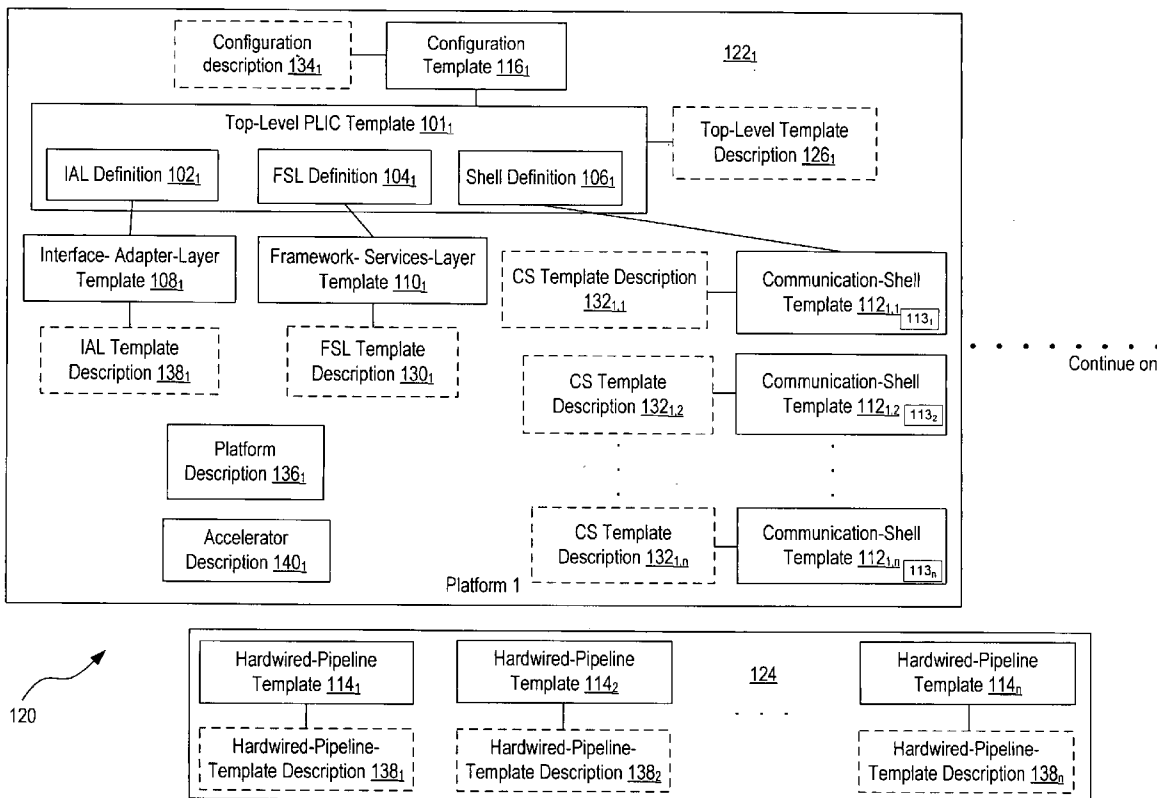 Configuration
description 134₁
Configuration
Template 116₁
122₁
Top-Level PLIC Template 101₁
IAL Definition 102₁
FSL Definition 104₁
Shell Definition 106₁
Top-Level Template
Description 126₁
Interface- Adapter-Layer
Template 108₁
Framework- Services-Layer
Template 110₁
CS Template Description
132₁,₁
Communication-Shell
Template 112₁,₁
113₁
IAL Template
Description 138₁
FSL Template
Description 130₁
Continue on
CS Template
Description 132₁,₂
Communication-Shell
Template 112₁,₂
113₂
Platform
Description 136₁
Accelerator
Description 140₁
CS Template
Description 132₁,ₙ
Communication-Shell
Template 112₁,ₙ
113ₙ
Platform 1
120
Hardwired-Pipeline
Template 114₁
Hardwired-Pipeline
Template 114₂
124
Hardwired-Pipeline
Template 114ₙ
Hardwired-Pipeline-
Template Description 138₁
Hardwired-Pipeline-
Template Description 138₂
Hardwired-Pipeline-
Template Description 138ₙ